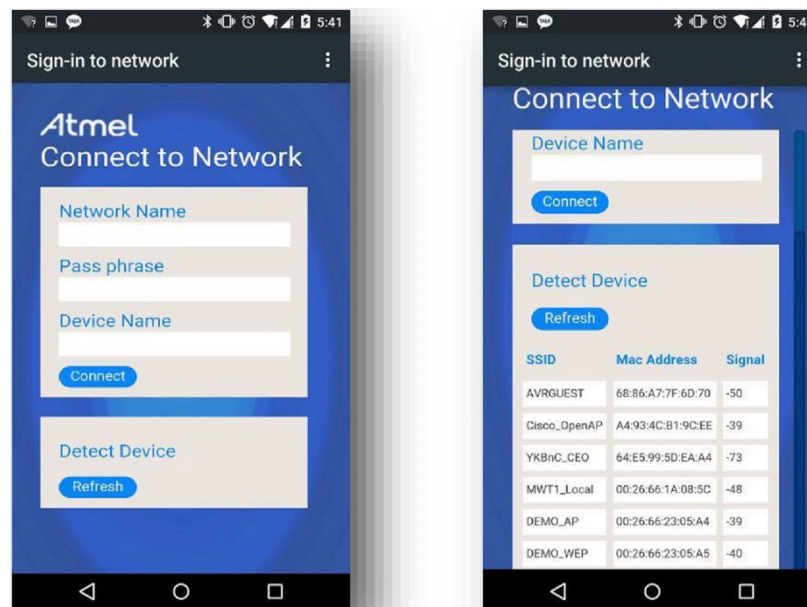 TALK
5:41
Sign-in to network
Atmel
Connect to Network
Network Name
Pass phrase
Device Name
Connect
Detect Device
Refresh
TALK
5:4
Sign-in to network
Connect to Network
Device Name
Connect
Detect Device
Refresh
SSID Mac Address Signal
AVRGUEST 68:86:A7:7F:6D:70 -50
Cisco_OpenAP A4:93:4C:B1:9C:EE -39
YKBnC_CEO 64:E5:99:5D:EA:A4 -73
MWT1_Local 00:26:66:1A:08:5C -48
DEMO_AP 00:26:66:23:05:A4 -39
DEMO_WEP 00:26:66:23:05:A5 -40